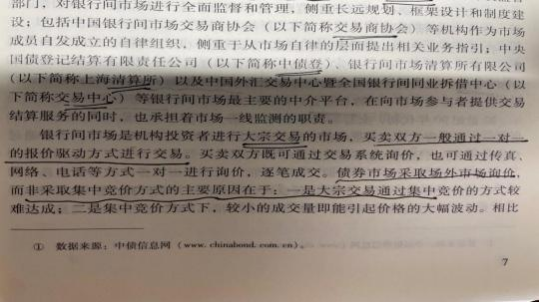 部门，对银行间市场进行全面监督和管理，侧重长远规划、框架设计和制度建
设；包括中国银行间市场交易商协会（以下简称交易商协会）等机构作为市场
成员自发成立的自律组织，侧重于从市场自律的层面提出相关业务指引；中央
国债登记结算有限责任公司（以下简称中债登）、银行间市场清算所有限公司
（以下简称上海清算所）以及中国外汇交易中心暨全国银行间同业拆借中心（以
下简称交易中心）等银行间市场最主要的中介平台，在向市场参与者提供交易
结算服务的同时，也承担着市场一线监测的职责。
银行间市场是机构投资者进行大宗交易的市场，买卖双方一般通过一对一
的报价驱动方式进行交易。买卖双方既可通过交易系统询价，也可通过传真、
网络、电话等方式一对一进行询价，逐笔成交。债券市场采取场外市场询价，
而非采取集中竞价方式的主要原因在于：一是大宗交易通过集中竞价的方式较
难达成；二是集中竞价方式下，较小的成交量即能引起价格的大幅波动。相比
① 数据来源：中债信息网（www.chinabond.com.cn）。
7